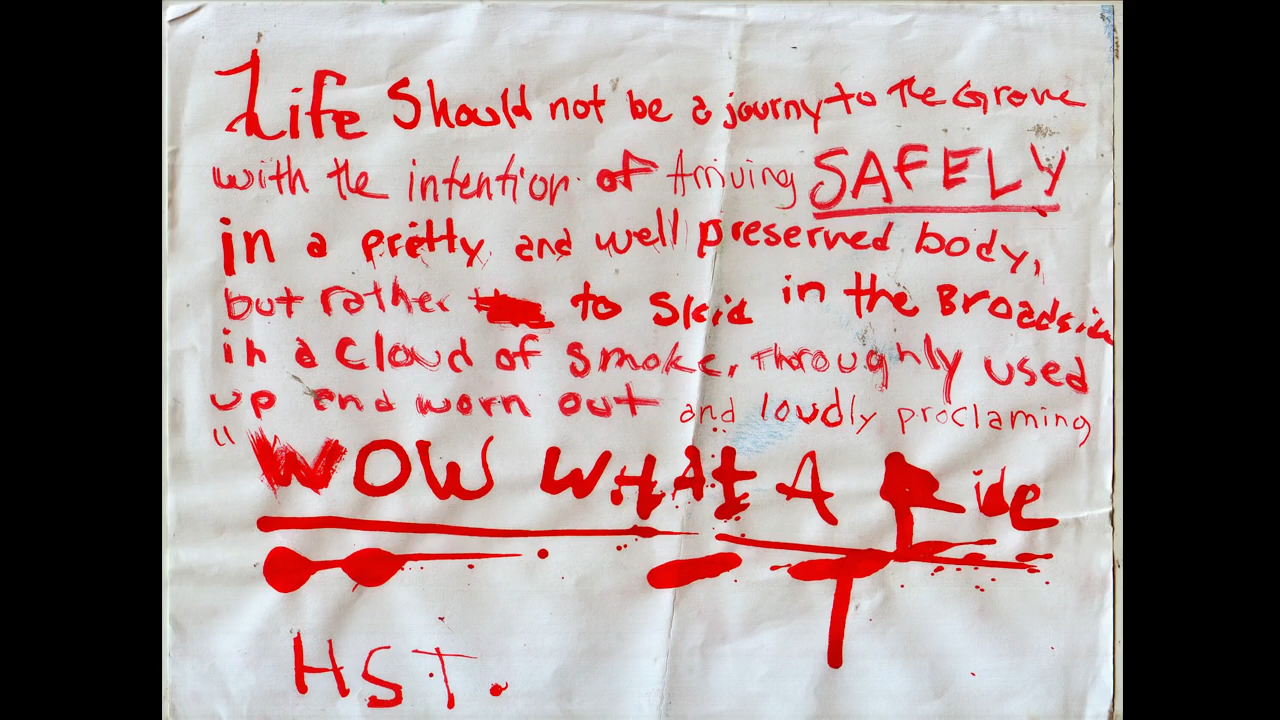 Life Should not be a journy to the Grave
with the intention of Arriving SAFELY
in a pretty and well preserved body,
but rather to skid in the Broadside
in a cloud of smoke, thoroughly used
up and worn out and loudly proclaming
"WOW WHAT A Ride
HST.